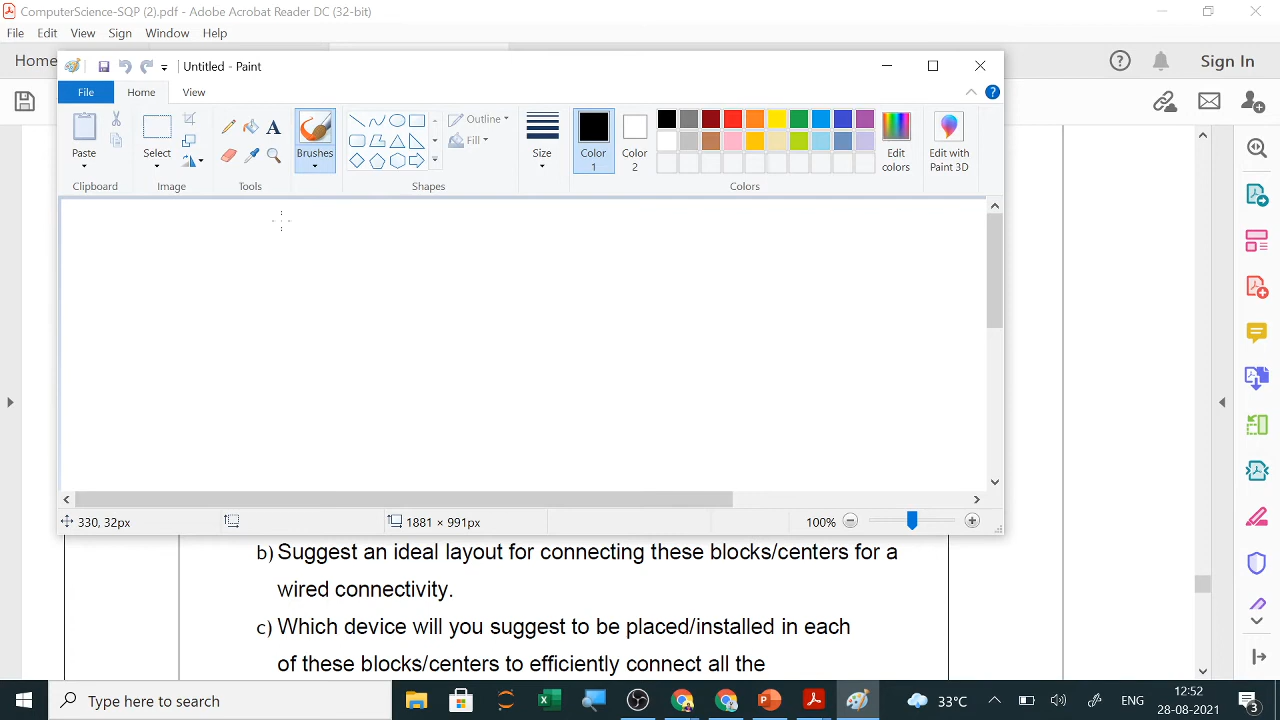 ComputerScience-SQP (2).pdf - Adobe Acrobat Reader DC (32-bit)
File Edit View Sign Window Help
Home
Sign In
Untitled - Paint
File Home View
Paste
Select
Brushes
Outline
Fill
Size
Color 1
Color 2
Edit colors
Edit with Paint 3D
Clipboard Image Tools Shapes Colors
330, 32px
1881 × 991px
100%
b) Suggest an ideal layout for connecting these blocks/centers for a
wired connectivity.
c) Which device will you suggest to be placed/installed in each
of these blocks/centers to efficiently connect all the
Type here to search
33°C
ENG
12:52
28-08-2021
3